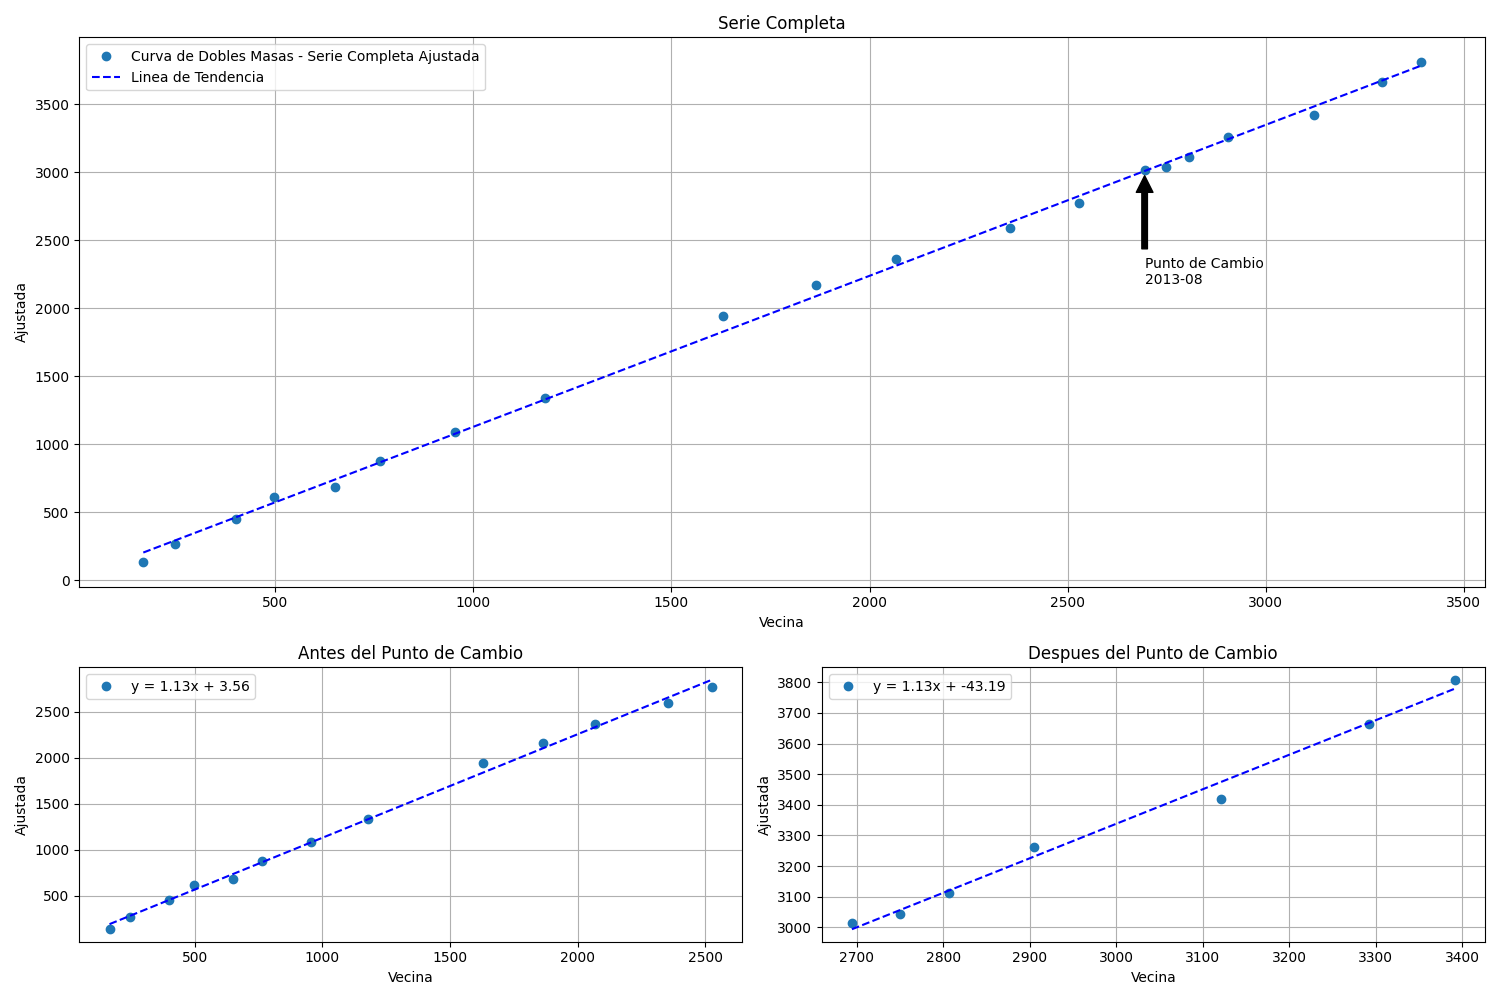 Serie Completa
Curva de Dobles Masas - Serie Completa Ajustada
Linea de Tendencia
3500
3000
2500
2000
1500
1000
500
0
Ajustada
Punto de Cambio
2013-08
500 1000 1500 2000 2500 3000 3500
Vecina
Antes del Punto de Cambio
y = 1.13x + 3.56
2500
2000
1500
1000
500
Ajustada
500 1000 1500 2000 2500
Vecina
Despues del Punto de Cambio
y = 1.13x + -43.19
3800
3700
3600
3500
3400
3300
3200
3100
3000
Ajustada
2700 2800 2900 3000 3100 3200 3300 3400
Vecina